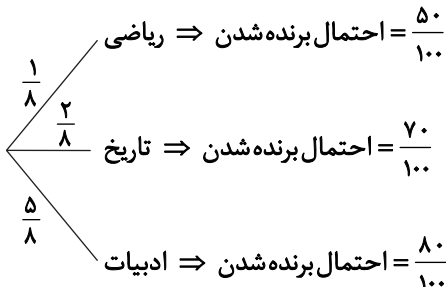 ۱/۸ ریاضی ⇒ احتمال برنده شدن = ۵۰/۱۰۰
۲/۸ تاریخ ⇒ احتمال برنده شدن = ۷۰/۱۰۰
۵/۸ ادبیات ⇒ احتمال برنده شدن = ۸۰/۱۰۰